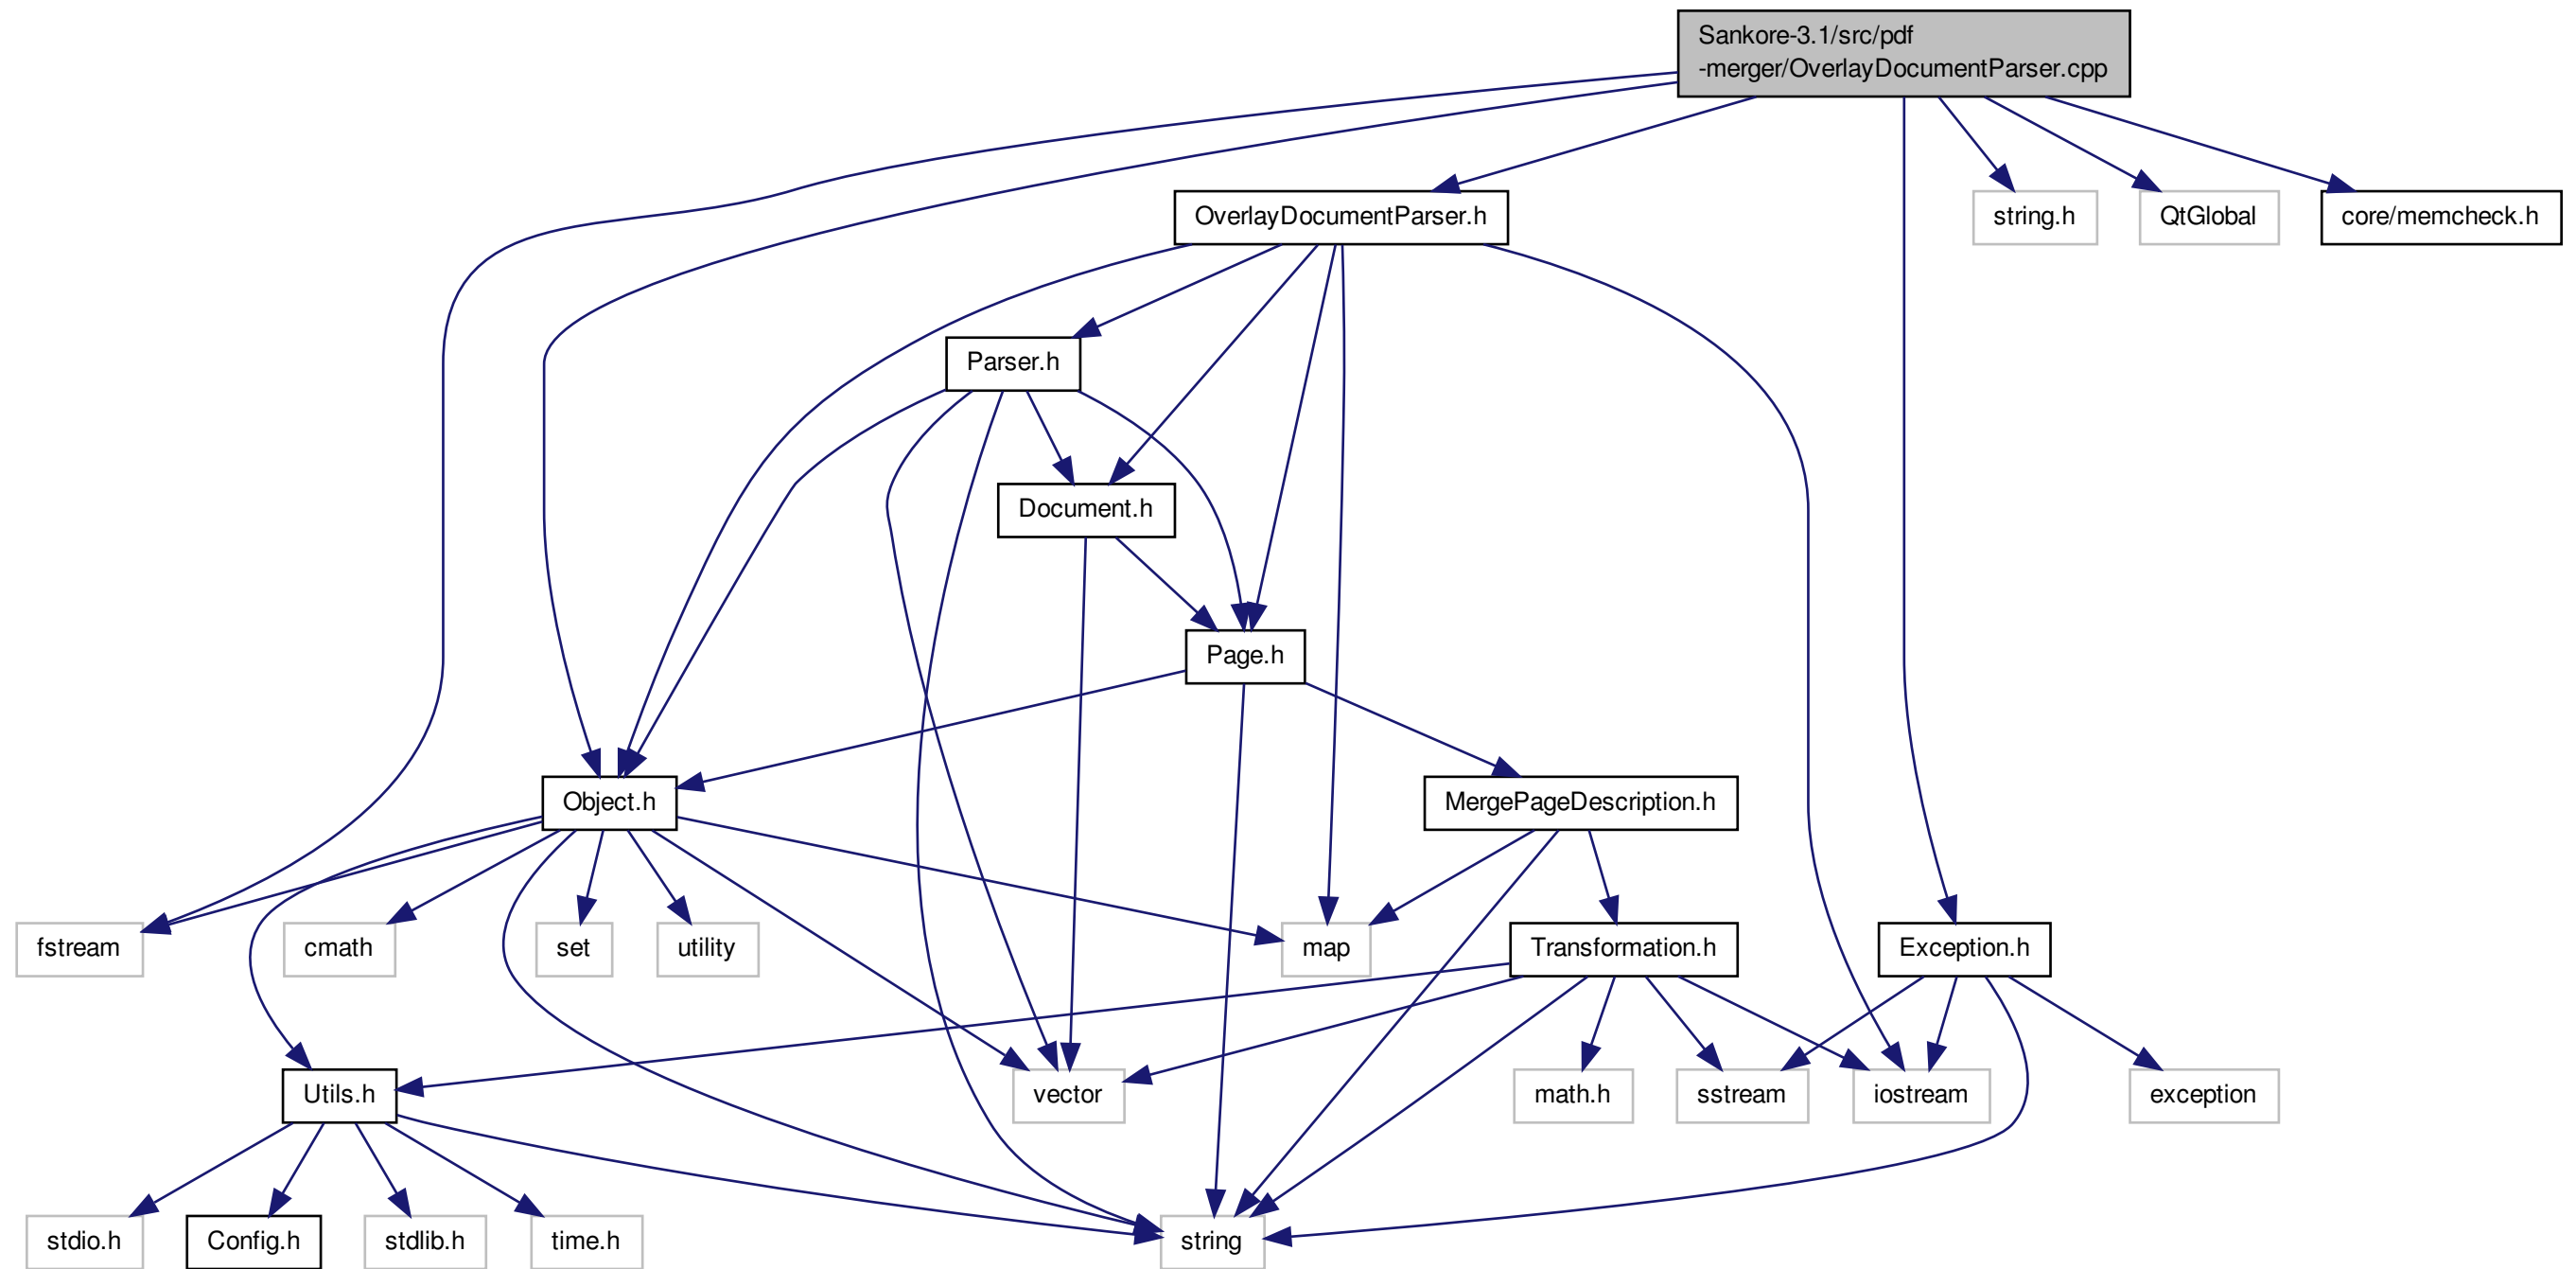 Sankore-3.1/src/pdf
-merger/OverlayDocumentParser.cpp
OverlayDocumentParser.h
string.h
QtGlobal
core/memcheck.h
Parser.h
Document.h
Page.h
Object.h
MergePageDescription.h
fstream
cmath
set
utility
map
Transformation.h
Exception.h
Utils.h
vector
math.h
sstream
iostream
exception
stdio.h
Config.h
stdlib.h
time.h
string